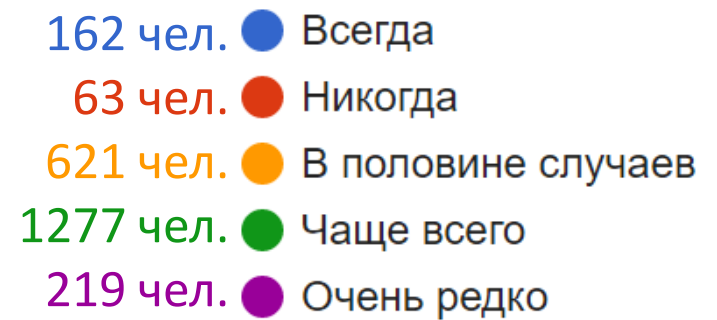 162 чел. Всегда
63 чел. Никогда
621 чел. В половине случаев
1277 чел. Чаще всего
219 чел. Очень редко